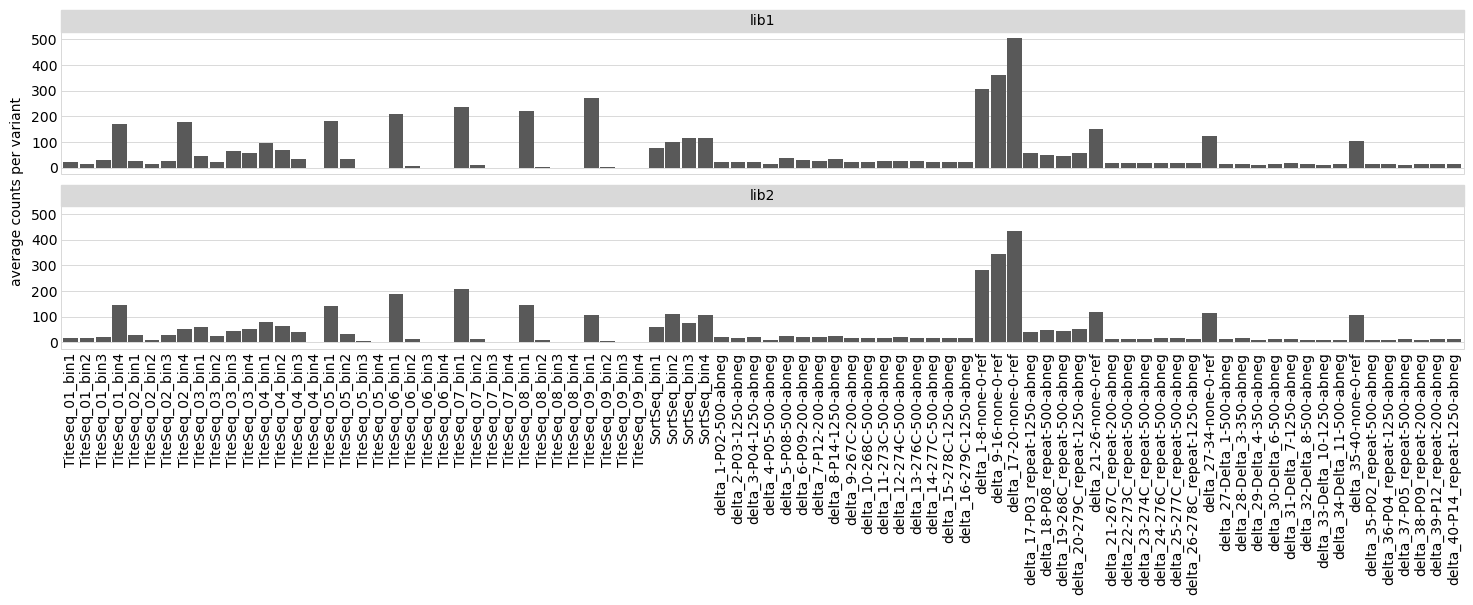 lib1
500
400
300
200
100
0
lib2
500
400
300
200
100
0
average counts per variant
TiteSeq_01_bin1
TiteSeq_01_bin2
TiteSeq_01_bin3
TiteSeq_01_bin4
TiteSeq_02_bin1
TiteSeq_02_bin2
TiteSeq_02_bin3
TiteSeq_02_bin4
TiteSeq_03_bin1
TiteSeq_03_bin2
TiteSeq_03_bin3
TiteSeq_03_bin4
TiteSeq_04_bin1
TiteSeq_04_bin2
TiteSeq_04_bin3
TiteSeq_04_bin4
TiteSeq_05_bin1
TiteSeq_05_bin2
TiteSeq_05_bin3
TiteSeq_05_bin4
TiteSeq_06_bin1
TiteSeq_06_bin2
TiteSeq_06_bin3
TiteSeq_06_bin4
TiteSeq_07_bin1
TiteSeq_07_bin2
TiteSeq_07_bin3
TiteSeq_07_bin4
TiteSeq_08_bin1
TiteSeq_08_bin2
TiteSeq_08_bin3
TiteSeq_08_bin4
TiteSeq_09_bin1
TiteSeq_09_bin2
TiteSeq_09_bin3
TiteSeq_09_bin4
SortSeq_bin1
SortSeq_bin2
SortSeq_bin3
SortSeq_bin4
delta_1-P02-500-abneg
delta_2-P03-1250-abneg
delta_3-P04-1250-abneg
delta_4-P05-500-abneg
delta_5-P08-500-abneg
delta_6-P09-200-abneg
delta_7-P12-200-abneg
delta_8-P14-1250-abneg
delta_9-267C-200-abneg
delta_10-268C-500-abneg
delta_11-273C-500-abneg
delta_12-274C-500-abneg
delta_13-276C-500-abneg
delta_14-277C-500-abneg
delta_15-278C-1250-abneg
delta_16-279C-1250-abneg
delta_1-8-none-0-ref
delta_9-16-none-0-ref
delta_17-20-none-0-ref
delta_17-P03_repeat-1250-abneg
delta_18-P08_repeat-500-abneg
delta_19-268C_repeat-500-abneg
delta_20-279C_repeat-1250-abneg
delta_21-26-none-0-ref
delta_21-267C_repeat-200-abneg
delta_22-273C_repeat-500-abneg
delta_23-274C_repeat-500-abneg
delta_24-276C_repeat-500-abneg
delta_25-277C_repeat-500-abneg
delta_26-278C_repeat-1250-abneg
delta_27-34-none-0-ref
delta_27-Delta_1-500-abneg
delta_28-Delta_3-350-abneg
delta_29-Delta_4-350-abneg
delta_30-Delta_6-500-abneg
delta_31-Delta_7-1250-abneg
delta_32-Delta_8-500-abneg
delta_33-Delta_10-1250-abneg
delta_34-Delta_11-500-abneg
delta_35-40-none-0-ref
delta_35-P02_repeat-500-abneg
delta_36-P04_repeat-1250-abneg
delta_37-P05_repeat-500-abneg
delta_38-P09_repeat-200-abneg
delta_39-P12_repeat-200-abneg
delta_40-P14_repeat-1250-abneg